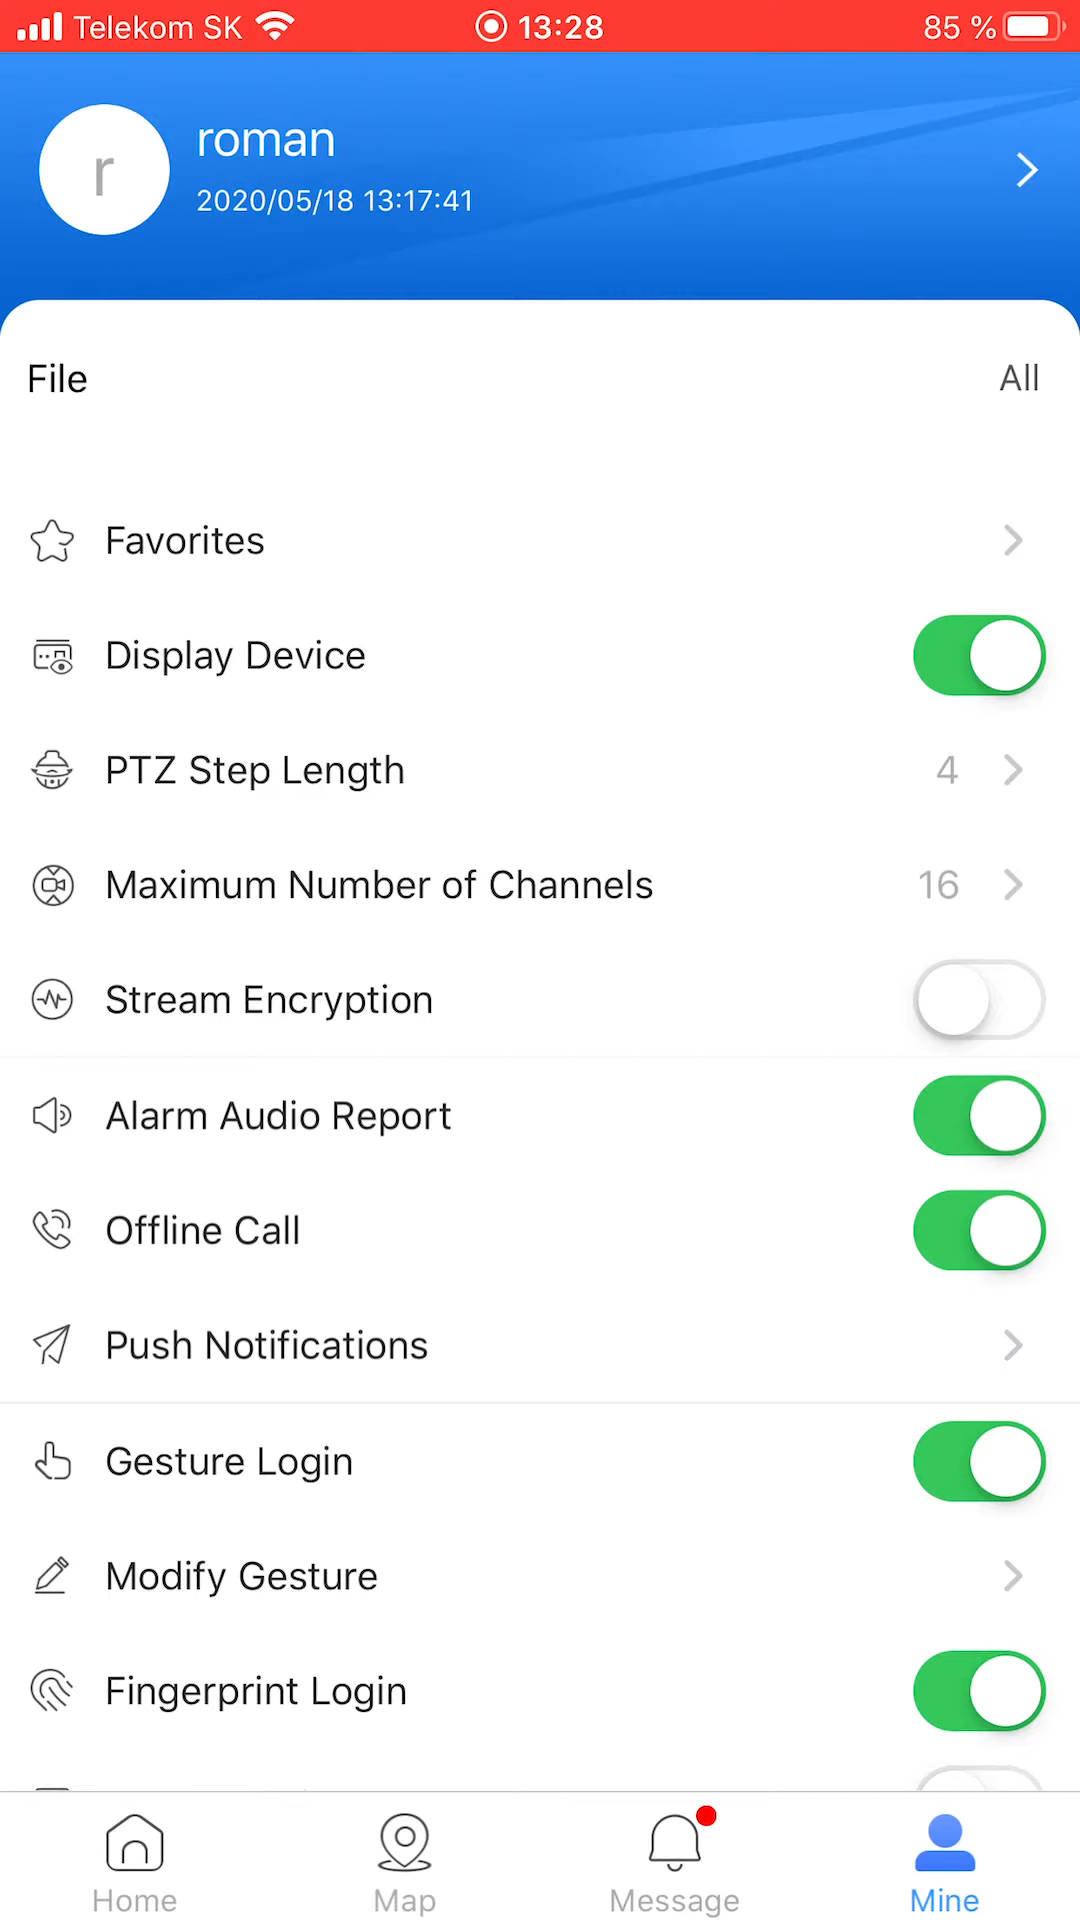 Telekom SK 13:28 85 %
r
roman
2020/05/18 13:17:41
File All
Favorites
Display Device
PTZ Step Length 4
Maximum Number of Channels 16
Stream Encryption
Alarm Audio Report
Offline Call
Push Notifications
Gesture Login
Modify Gesture
Fingerprint Login
Home Map Message Mine